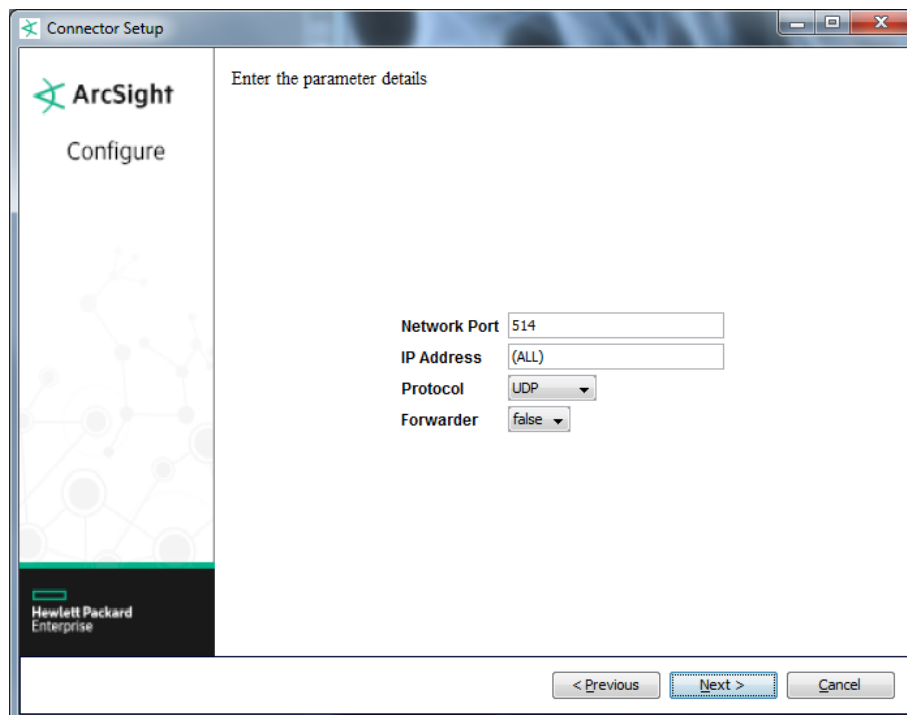 Connector Setup
ArcSight
Configure
Enter the parameter details
Network Port 514
IP Address (ALL)
Protocol UDP
Forwarder false
Hewlett Packard
Enterprise
< Previous Next > Cancel